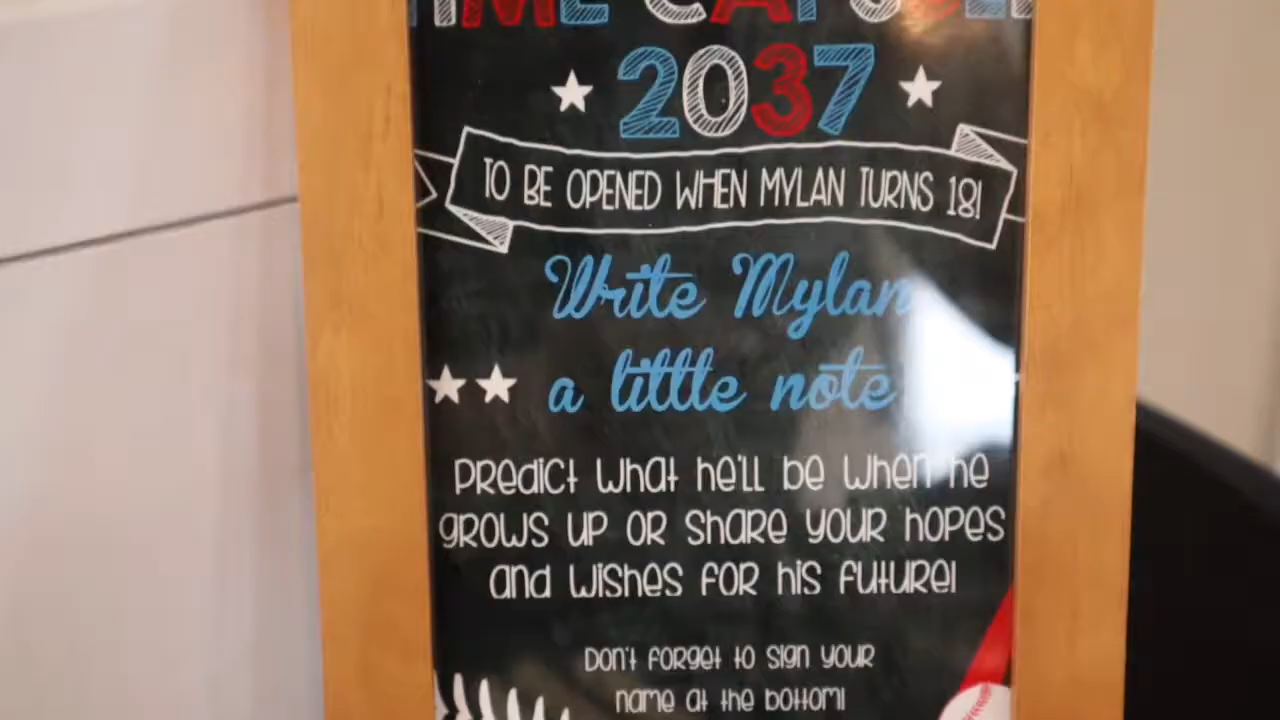 TIME CAPSULE
2037
TO BE OPENED WHEN MYLAN TURNS 18!
Write Mylan
a little note
Predict what he'll be when he
grows up or share your hopes
and wishes for his future!
Don't forget to sign your
name at the bottom!